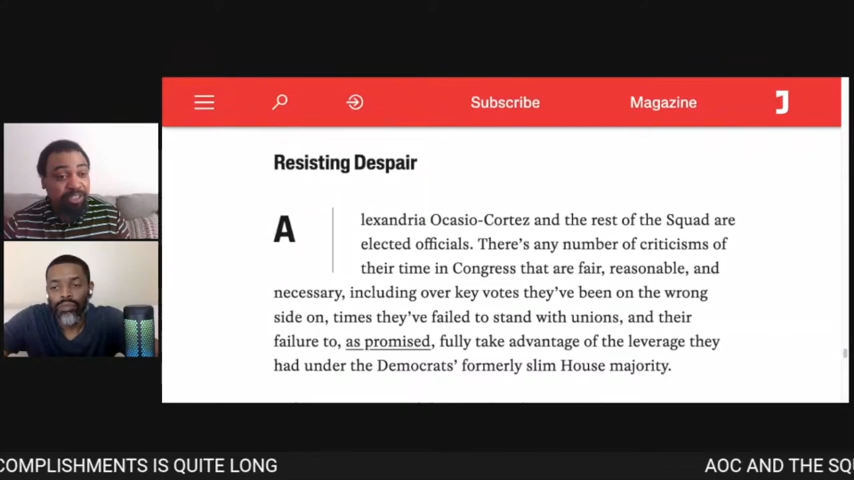 Subscribe
Magazine
J
Resisting Despair
Alexandria Ocasio-Cortez and the rest of the Squad are
elected officials. There's any number of criticisms of
their time in Congress that are fair, reasonable, and
necessary, including over key votes they've been on the wrong
side on, times they've failed to stand with unions, and their
failure to, as promised, fully take advantage of the leverage they
had under the Democrats' formerly slim House majority.
COMPLISHMENTS IS QUITE LONG
AOC AND THE SQU